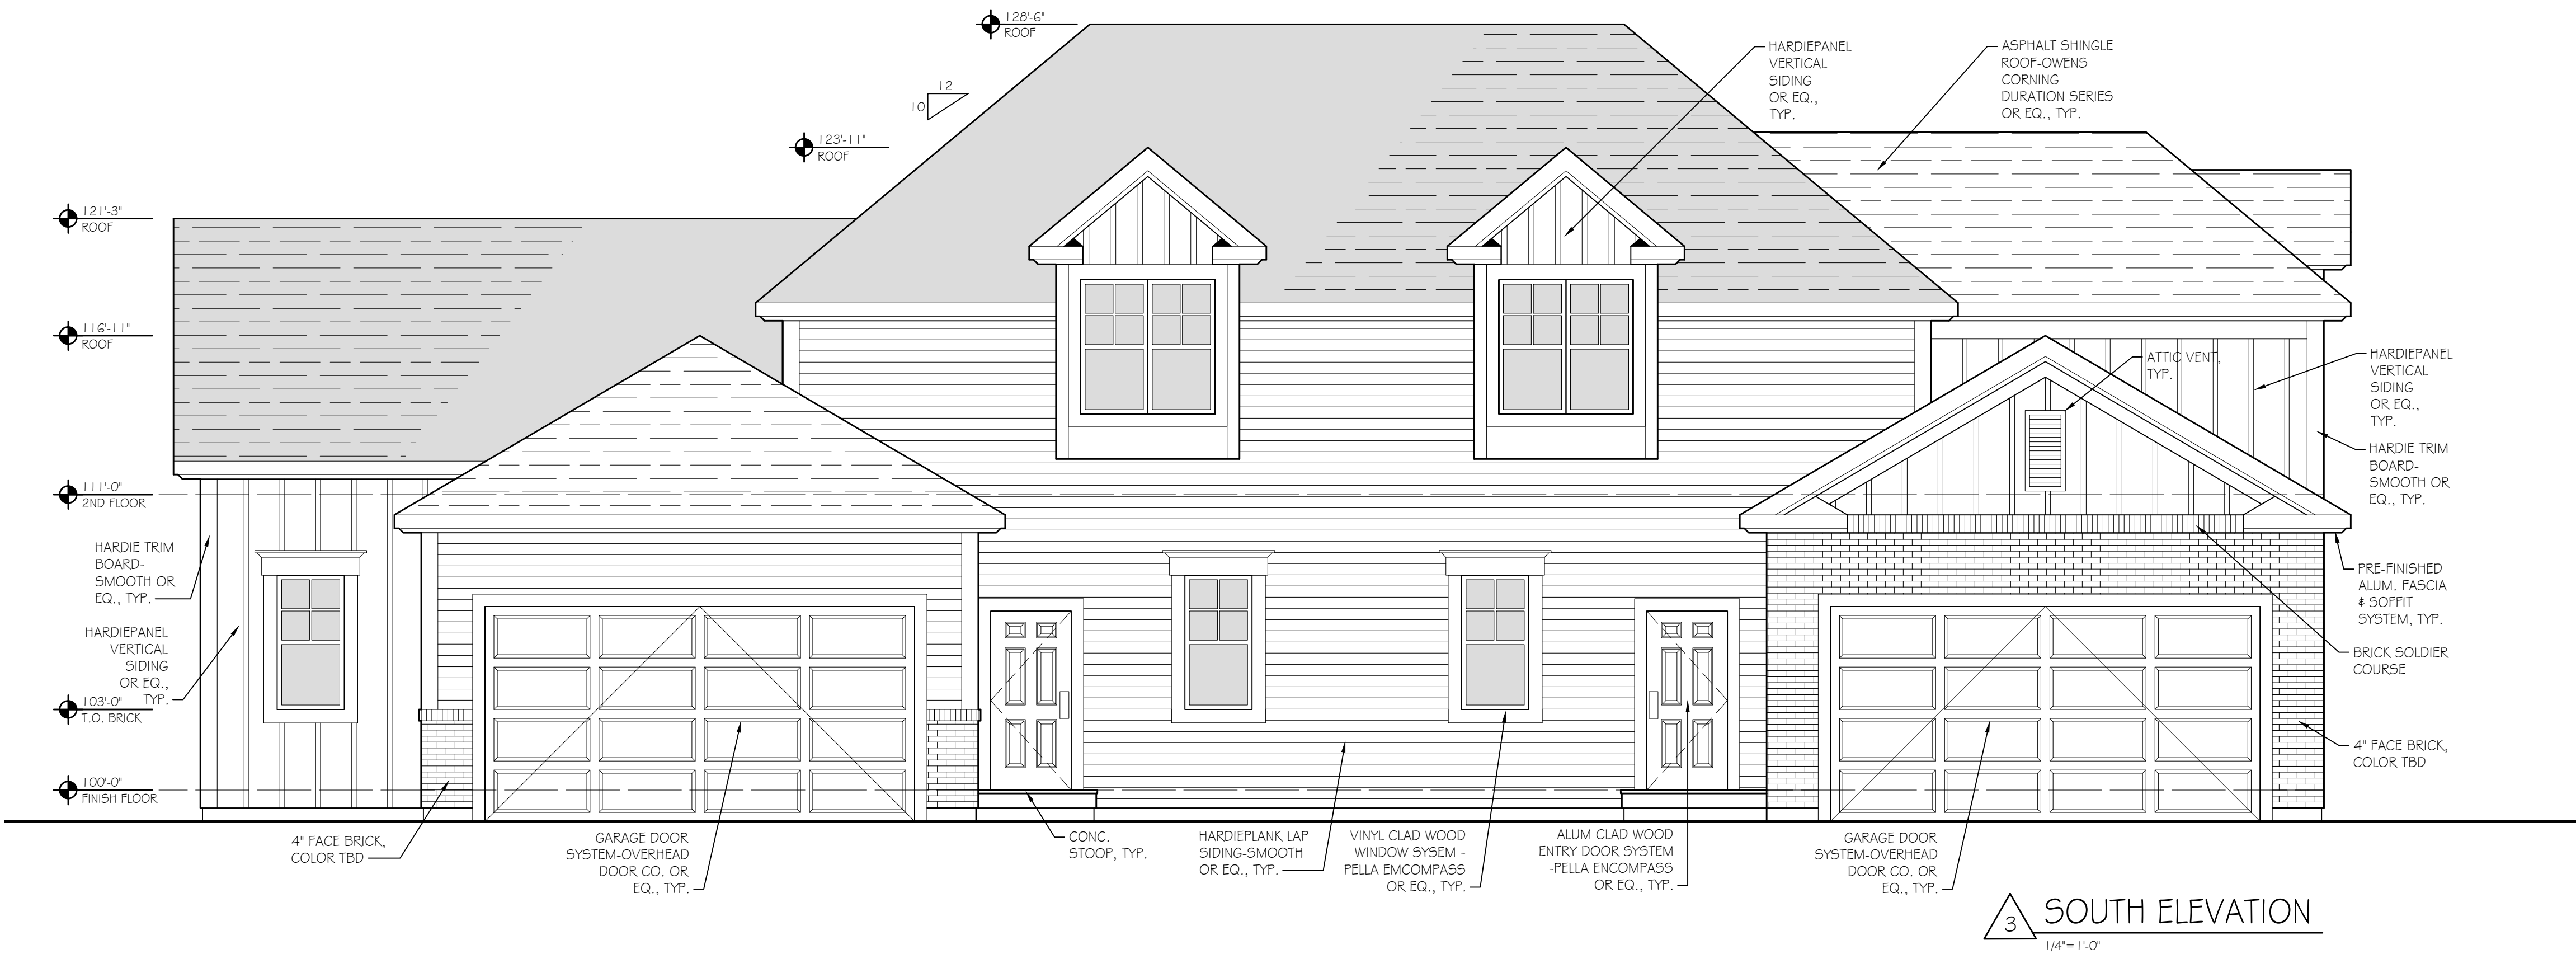 128'-6"
ROOF
12
10
123'-11"
ROOF
121'-3"
ROOF
116'-11"
ROOF
111'-0"
2ND FLOOR
103'-0"
T.O. BRICK
100'-0"
FINISH FLOOR
HARDIE TRIM
BOARD-
SMOOTH OR
EQ., TYP.
HARDIEPANEL
VERTICAL
SIDING
OR EQ.,
TYP.
HARDIEPANEL
VERTICAL
SIDING
OR EQ.,
TYP.
ASPHALT SHINGLE
ROOF-OWENS
CORNING
DURATION SERIES
OR EQ., TYP.
ATTIC VENT,
TYP.
HARDIEPANEL
VERTICAL
SIDING
OR EQ.,
TYP.
HARDIE TRIM
BOARD-
SMOOTH OR
EQ., TYP.
PRE-FINISHED
ALUM. FASCIA
& SOFFIT
SYSTEM, TYP.
BRICK SOLDIER
COURSE
4" FACE BRICK,
COLOR TBD
4" FACE BRICK,
COLOR TBD
GARAGE DOOR
SYSTEM-OVERHEAD
DOOR CO. OR
EQ., TYP.
CONC.
STOOP, TYP.
HARDIEPLANK LAP
SIDING-SMOOTH
OR EQ., TYP.
VINYL CLAD WOOD
WINDOW SYSEM -
PELLA EMCOMPASS
OR EQ., TYP.
ALUM CLAD WOOD
ENTRY DOOR SYSTEM
-PELLA ENCOMPASS
OR EQ., TYP.
GARAGE DOOR
SYSTEM-OVERHEAD
DOOR CO. OR
EQ., TYP.
3
SOUTH ELEVATION
1/4"=1'-0"